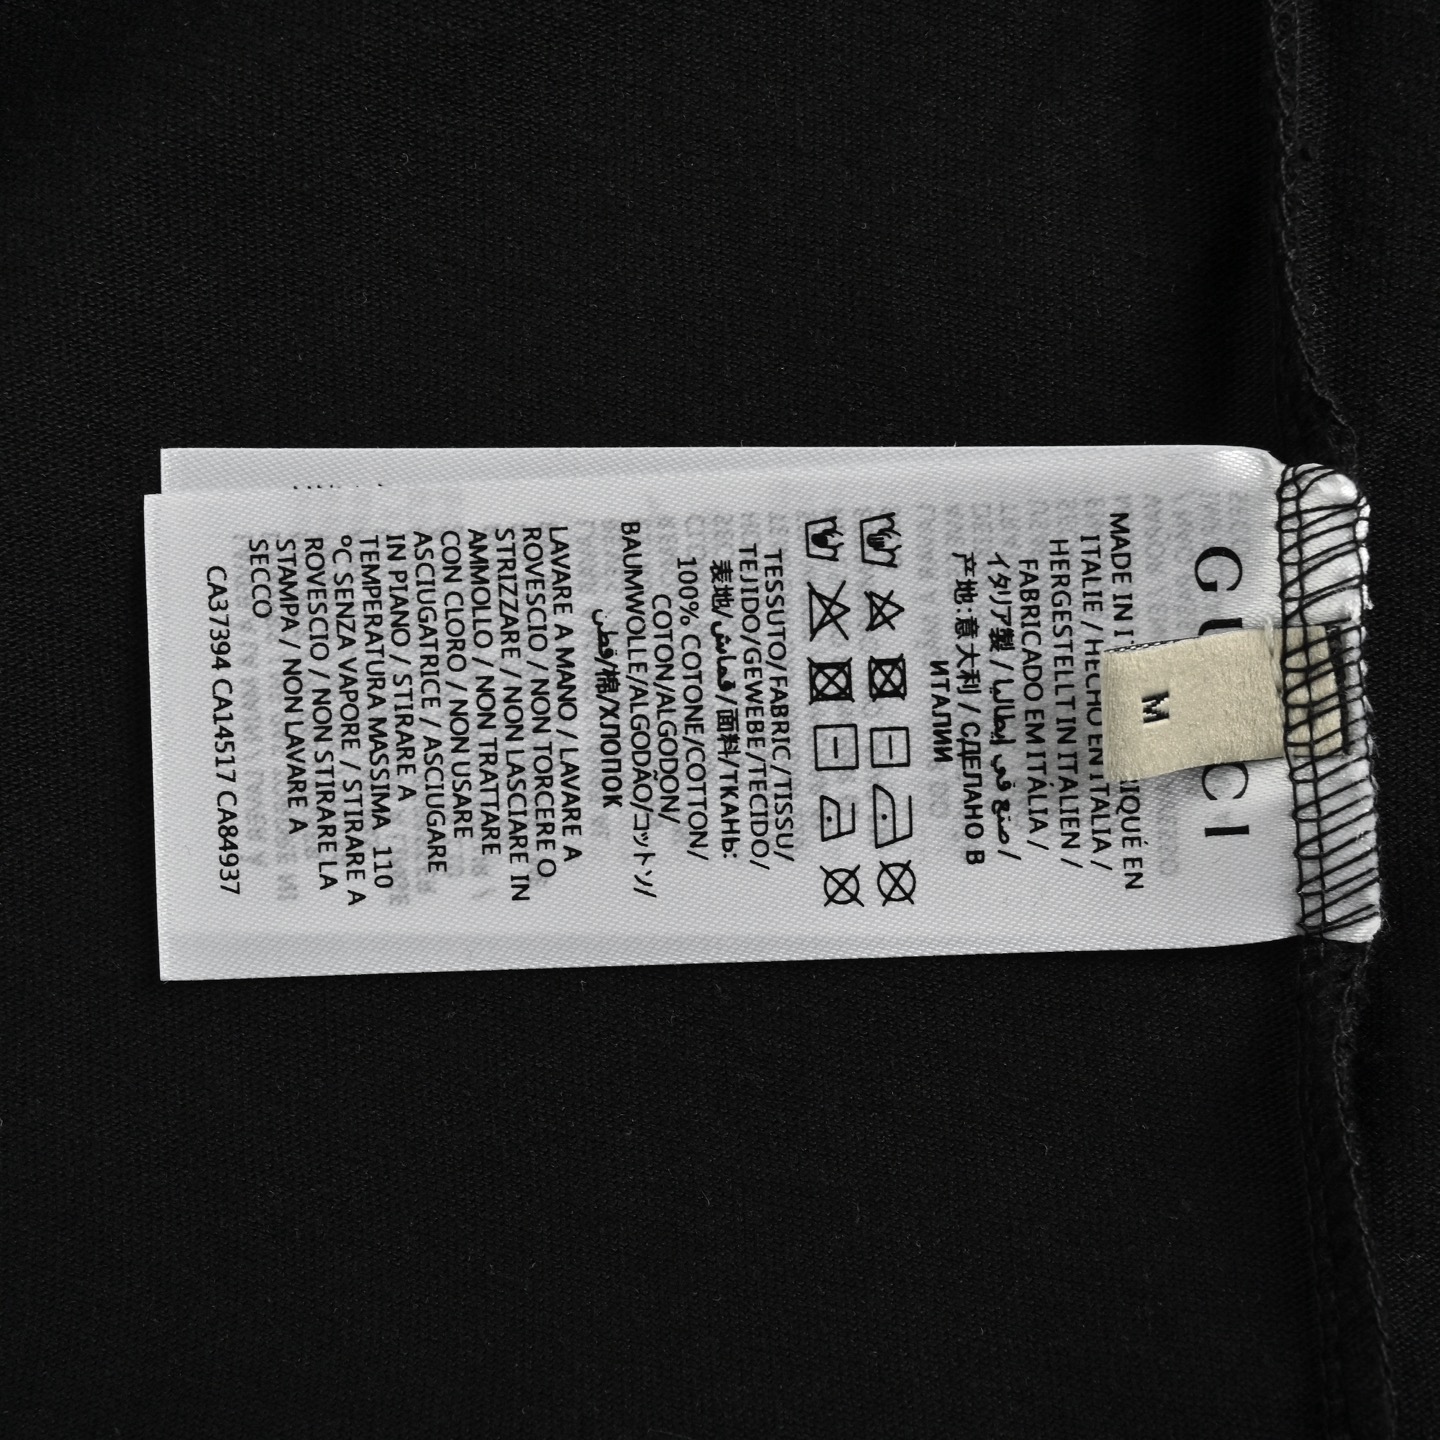 GUCCI
M
MADE IN
ITALIE / HECHO EN ITALIA /
HERGESTELLT IN ITALIEN /
FABRICADO EM ITÁLIA /
イタリア製 / صنع في إيطاليا /
产地:意大利 / СДЕЛАНО В
ИТАЛИИ
TESSUTO/FABRIC/TISSU/
TEJIDO/GEWEBE/TECIDO/
表地/قماش/面料/ТКАНЬ:
100% COTONE/COTTON/
COTON/ALGODON/
BAUMWOLLE/ALGODÃO/コットン/
قطن/棉/ХЛОПОК
LAVARE A MANO / LAVARE A
ROVESCIO / NON TORCERE O
STRIZZARE / NON LASCIARE IN
AMMOLLO / NON TRATTARE
CON CLORO / NON USARE
ASCIUGATRICE / ASCIUGARE
IN PIANO / STIRARE A
TEMPERATURA MASSIMA 110
°C SENZA VAPORE / STIRARE A
ROVESCIO / NON STIRARE LA
STAMPA / NON LAVARE A
SECCO
CA37394 CA14517 CA84937